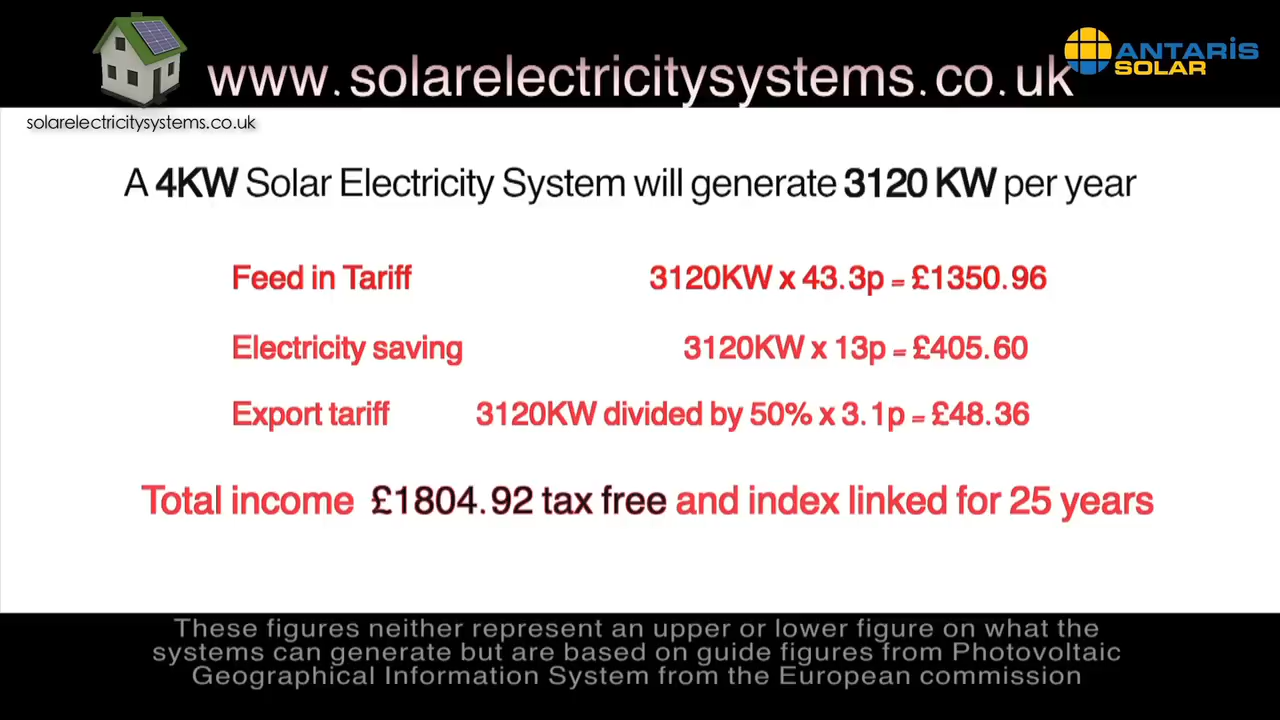 www.solarelectricitysystems.co.uk
ANTARIS
SOLAR
solarelectricitysystems.co.uk
A 4KW Solar Electricity System will generate 3120 KW per year
Feed in Tariff 3120KW x 43.3p = £1350.96
Electricity saving 3120KW x 13p = £405.60
Export tariff 3120KW divided by 50% x 3.1p = £48.36
Total income £1804.92 tax free and index linked for 25 years
These figures neither represent an upper or lower figure on what the
systems can generate but are based on guide figures from Photovoltaic
Geographical Information System from the European commission